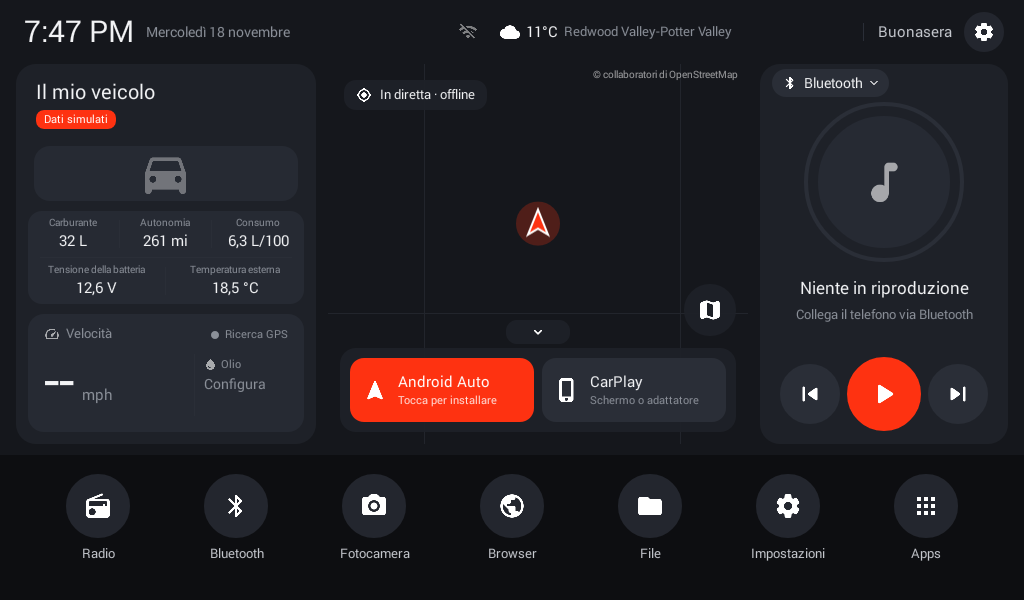 7:47 PM
Mercoledì 18 novembre
11°C
Redwood Valley-Potter Valley
Buonasera
Il mio veicolo
Dati simulati
Carburante
32 L
Autonomia
261 mi
Consumo
6,3 L/100
Tensione della batteria
12,6 V
Temperatura esterna
18,5 °C
Velocità
Ricerca GPS
-- mph
Olio
Configura
© collaboratori di OpenStreetMap
In diretta · offline
Android Auto
Tocca per installare
CarPlay
Schermo o adattatore
Bluetooth
Niente in riproduzione
Collega il telefono via Bluetooth
Radio
Bluetooth
Fotocamera
Browser
File
Impostazioni
Apps